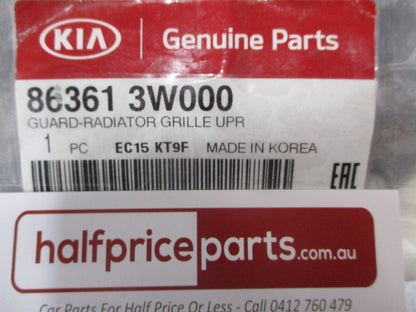 KIA Genuine Parts
86361 3W000
GUARD-RADIATOR GRILLE UPR
1 PC EC15 KT9F MADE IN KOREA
EAC
halfpriceparts.com.au
Car Parts For Half Price Or Less - Call 0412 760 479